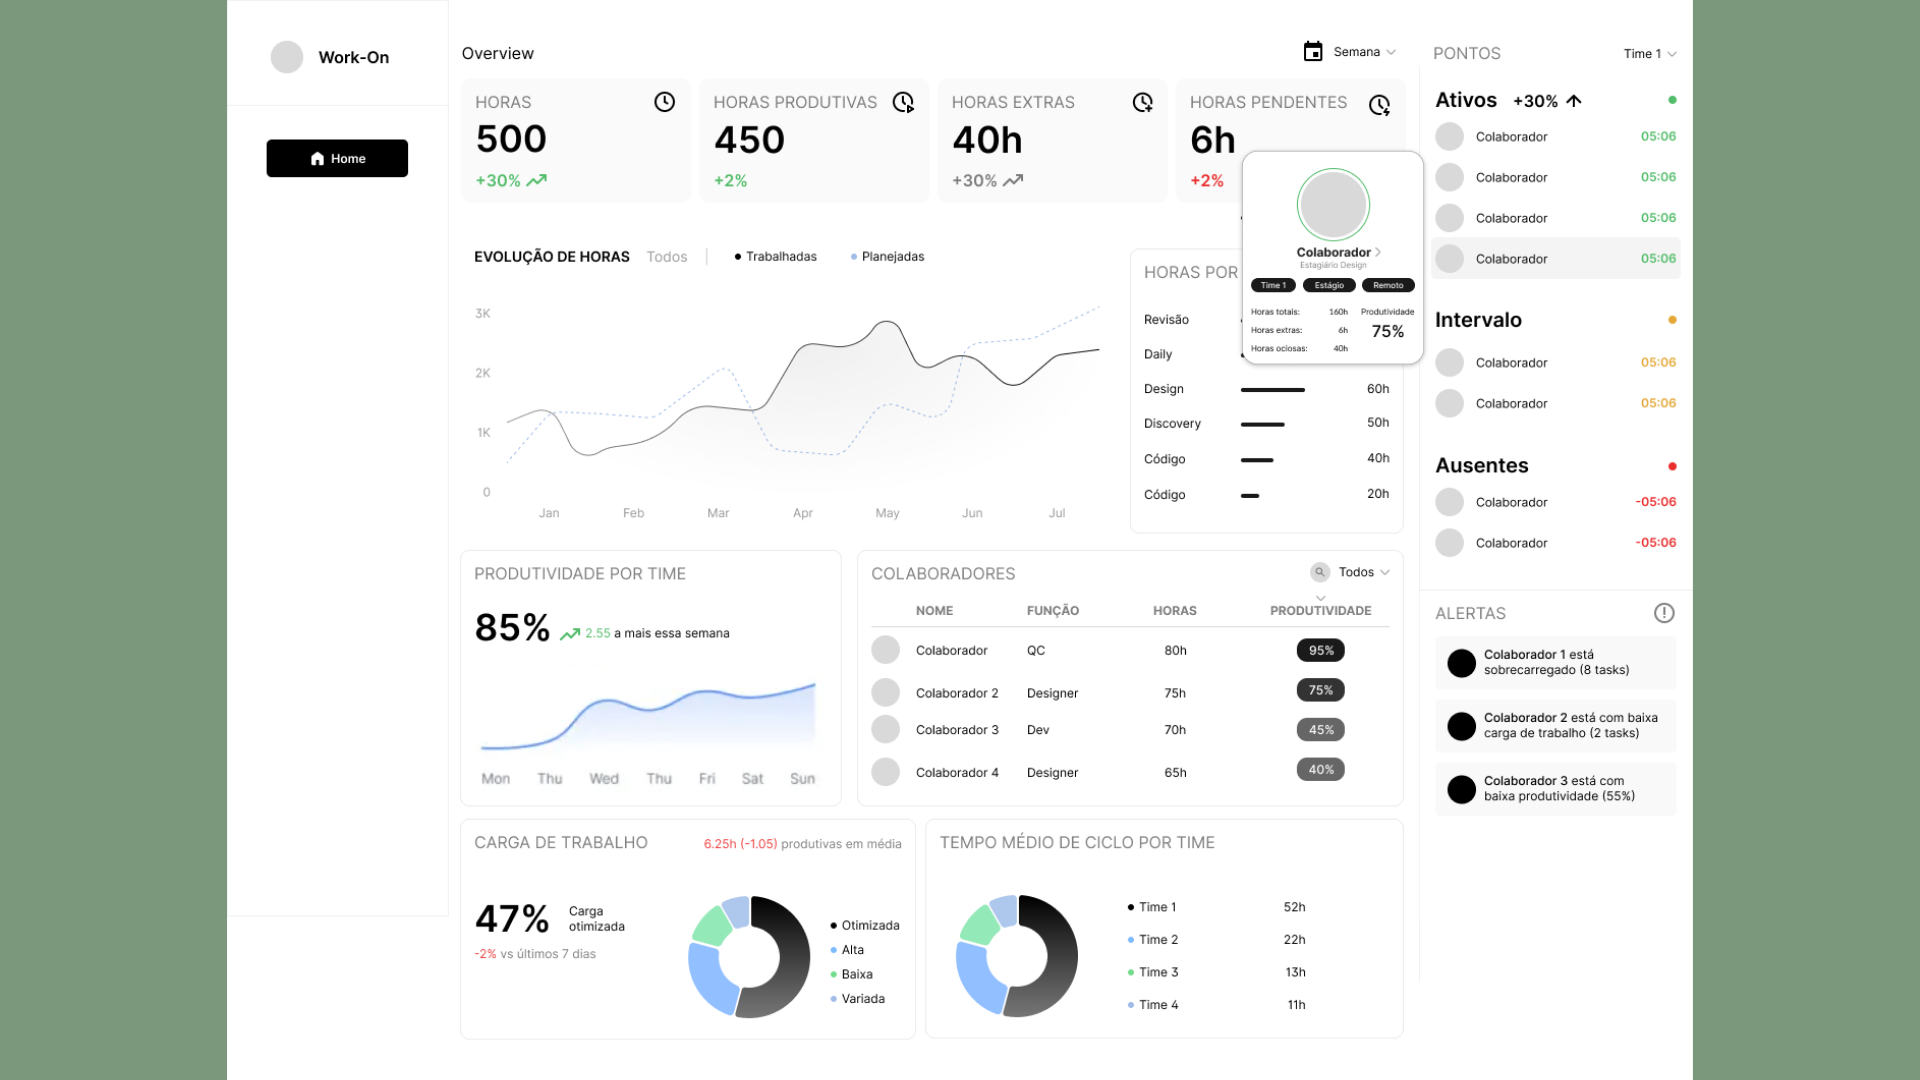 Work-On
Home
Overview
Semana
HORAS
500
+30%
HORAS PRODUTIVAS
450
+2%
HORAS EXTRAS
40h
+30%
HORAS PENDENTES
6h
+2%
EVOLUÇÃO DE HORAS Todos Trabalhadas Planejadas
3K
2K
1K
0
Jan Feb Mar Apr May Jun Jul
HORAS POR
Revisão
Daily
Design 60h
Discovery 50h
Código 40h
Código 20h
Colaborador
Estagiário Design
Time 1 Estágio Remoto
Horas totais: 160h
Horas extras: 6h
Horas ociosas: 40h
Produtividade
75%
PRODUTIVIDADE POR TIME
85% 2.55 a mais essa semana
Mon Thu Wed Thu Fri Sat Sun
COLABORADORES Todos
NOME FUNÇÃO HORAS PRODUTIVIDADE
Colaborador QC 80h 95%
Colaborador 2 Designer 75h 75%
Colaborador 3 Dev 70h 45%
Colaborador 4 Designer 65h 40%
CARGA DE TRABALHO 6.25h (-1.05) produtivas em média
47% Carga
otimizada
-2% vs últimos 7 dias
Otimizada
Alta
Baixa
Variada
TEMPO MÉDIO DE CICLO POR TIME
Time 1 52h
Time 2 22h
Time 3 13h
Time 4 11h
PONTOS Time 1
Ativos +30%
Colaborador 05:06
Colaborador 05:06
Colaborador 05:06
Colaborador 05:06
Intervalo
Colaborador 05:06
Colaborador 05:06
Ausentes
Colaborador -05:06
Colaborador -05:06
ALERTAS
Colaborador 1 está
sobrecarregado (8 tasks)
Colaborador 2 está com baixa
carga de trabalho (2 tasks)
Colaborador 3 está com
baixa produtividade (55%)